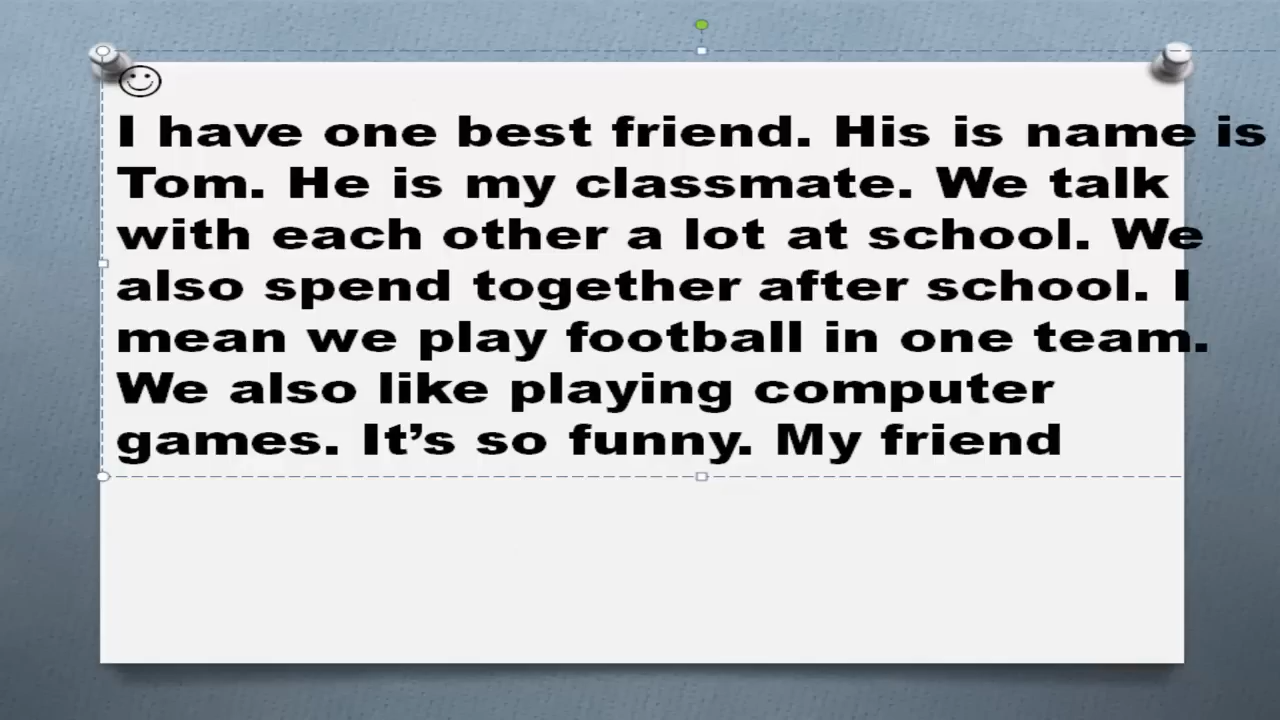 I have one best friend. His is name is
Tom. He is my classmate. We talk
with each other a lot at school. We
also spend together after school. I
mean we play football in one team.
We also like playing computer
games. It’s so funny. My friend